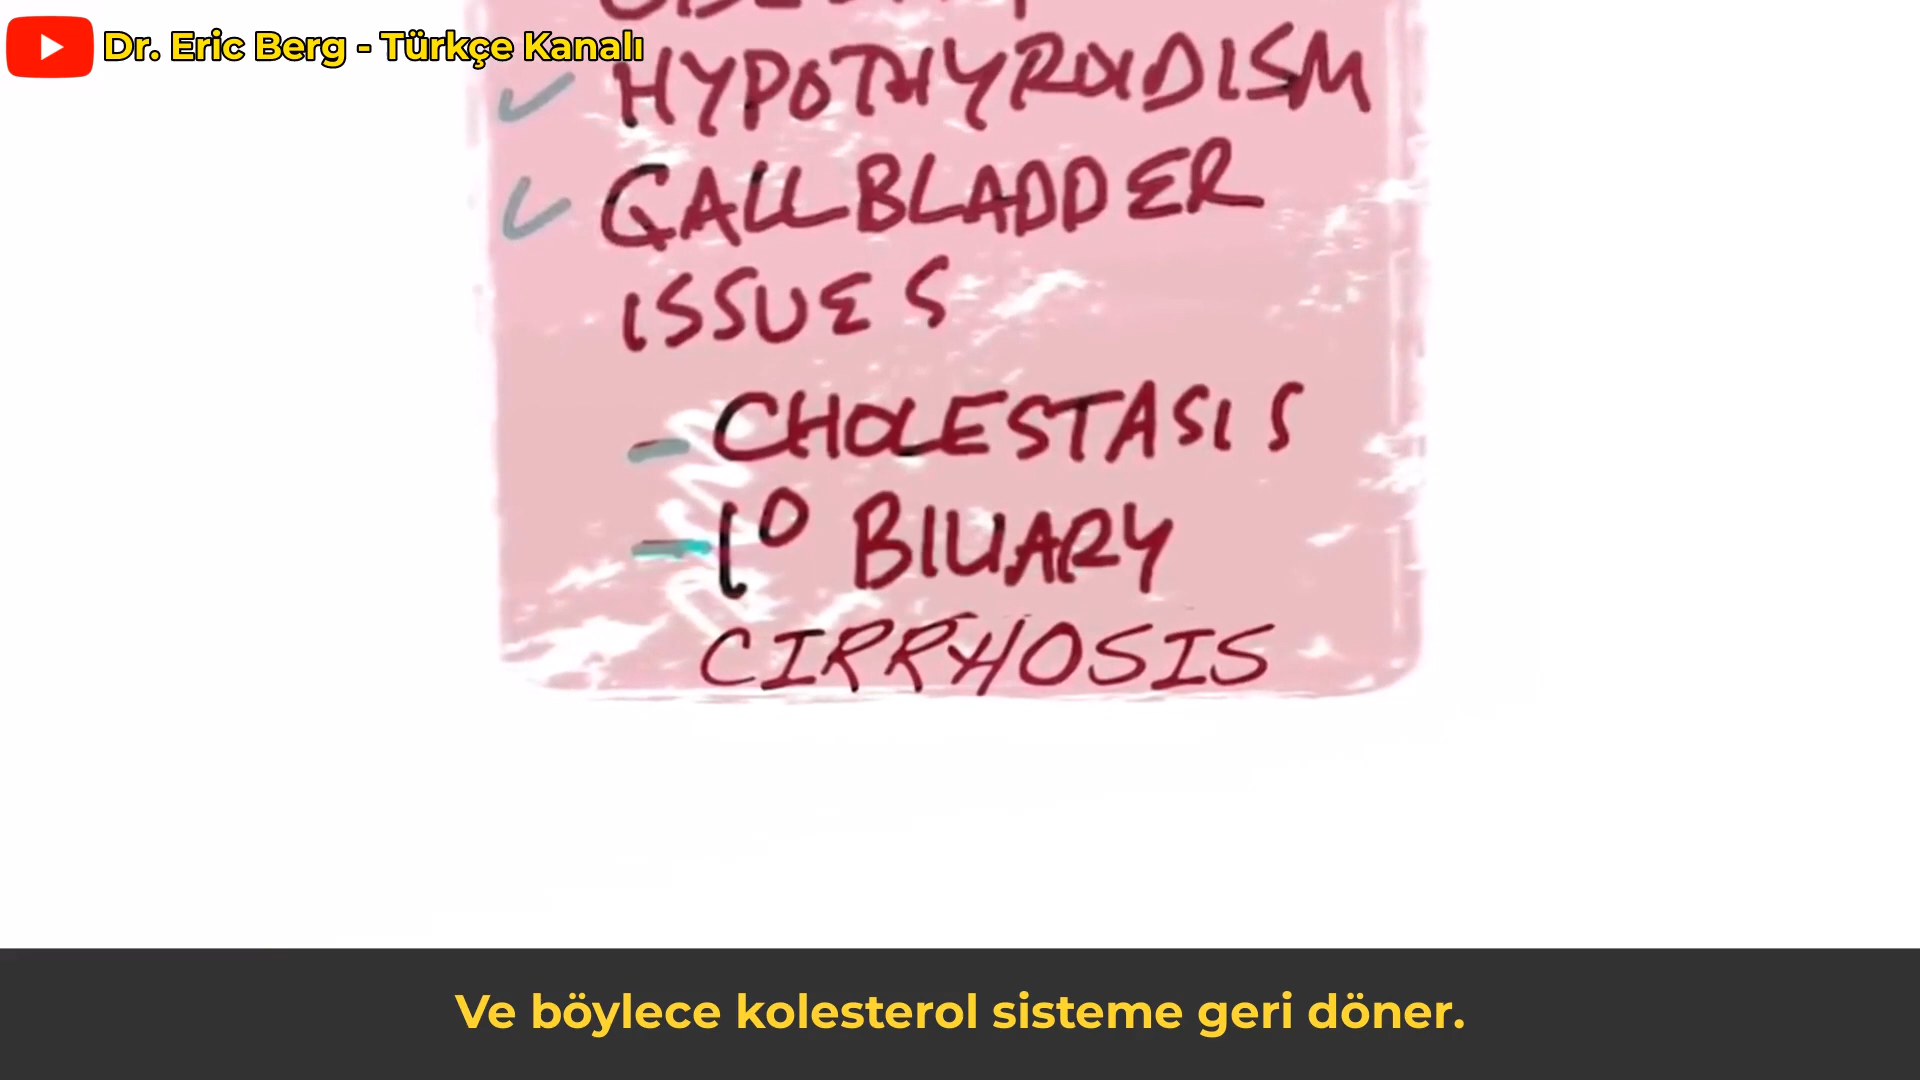 Dr. Eric Berg - Türkçe Kanalı
HYPOTHYROIDISM
GALLBLADDER
ISSUES
- CHOLESTASIS
- 1° BILIARY
CIRRHOSIS
Ve böylece kolesterol sisteme geri döner.